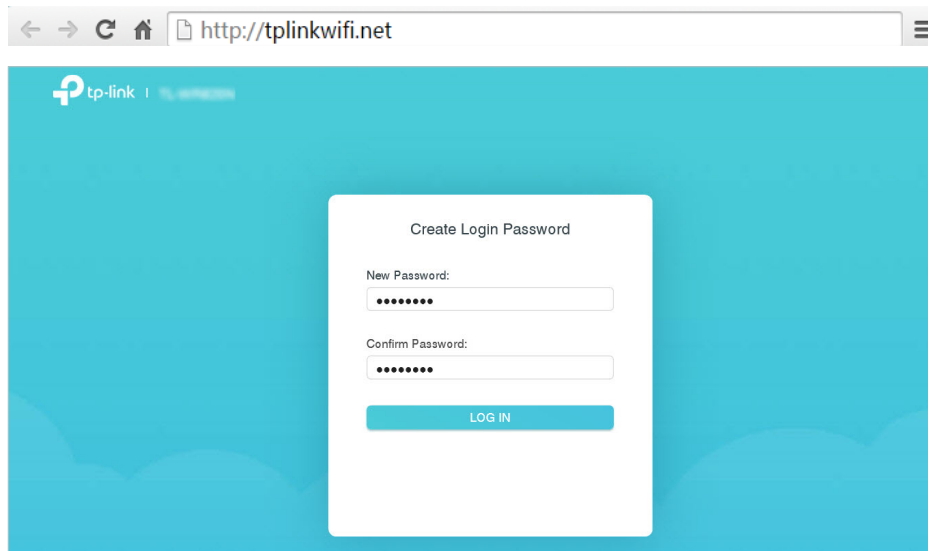 http://tplinkwifi.net
tp-link |
Create Login Password
New Password:
••••••••
Confirm Password:
••••••••
LOG IN